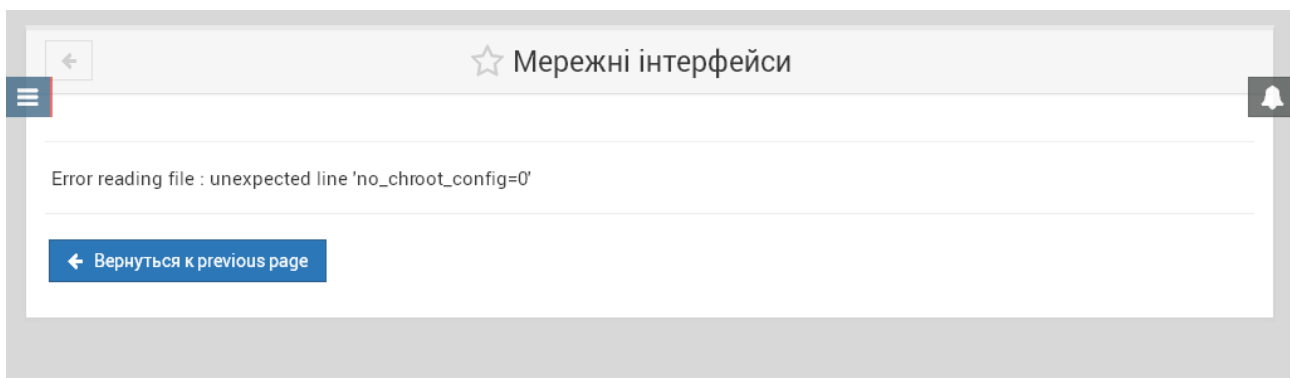 Мережні інтерфейси
Error reading file : unexpected line 'no_chroot_config=0'
Вернуться к previous page